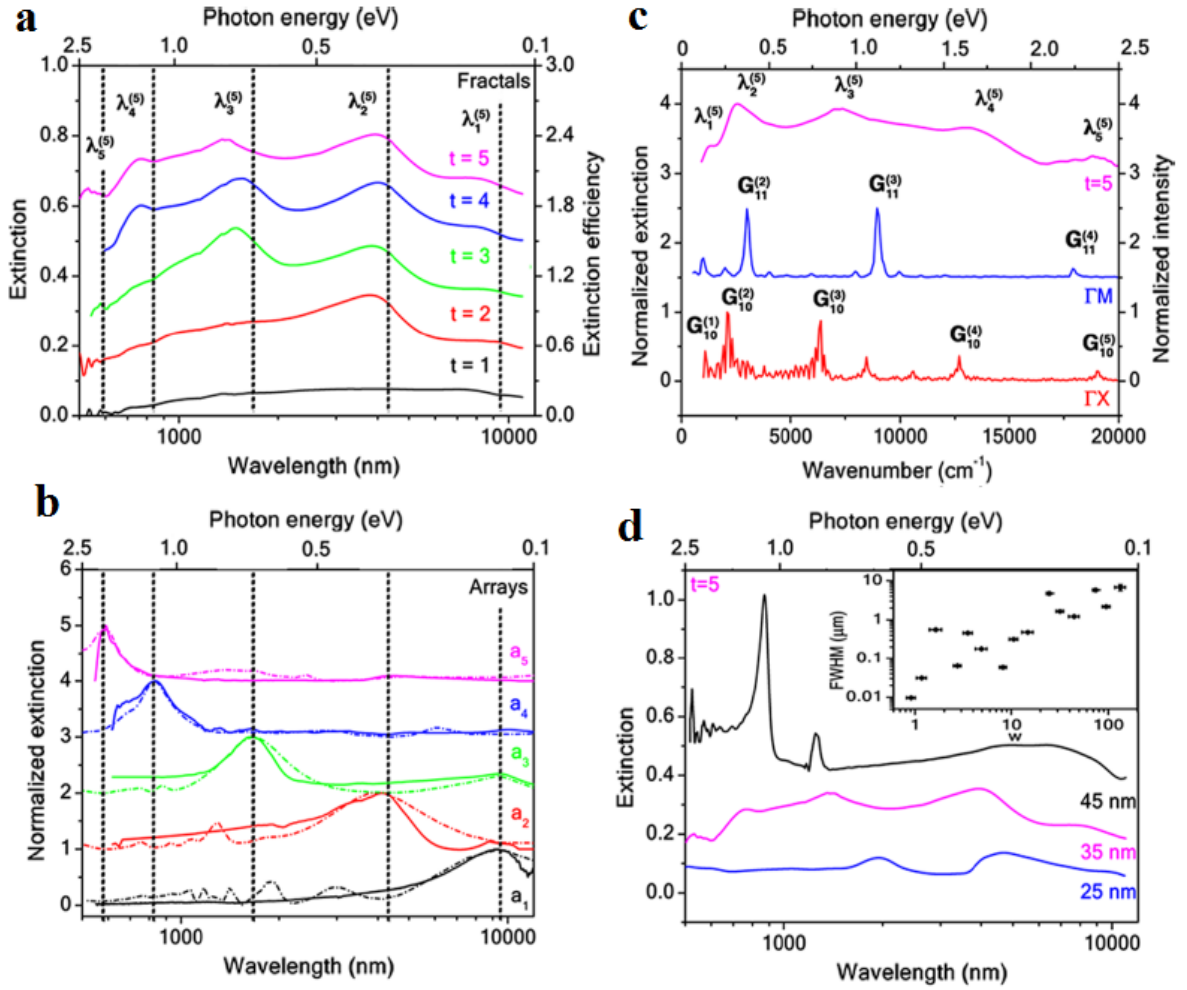 a
Photon energy (eV)
2.5 1.0 0.5 0.1
1.0 3.0
Fractals
λ₅⁽⁵⁾ λ₄⁽⁵⁾ λ₃⁽⁵⁾ λ₂⁽⁵⁾ λ₁⁽⁵⁾
0.8 2.4
t = 5
0.6 1.8
t = 4
0.4 1.2
t = 3
0.2 0.6
t = 2
t = 1
0.0 0.0
Extinction
Extinction efficiency
1000 10000
Wavelength (nm)
b
Photon energy (eV)
2.5 1.0 0.5 0.1
Arrays
6
5
4
3
2
1
0
a₅
a₄
a₃
a₂
a₁
Normalized extinction
1000 10000
Wavelength (nm)
c
Photon energy (eV)
0 0.5 1.0 1.5 2.0 2.5
λ₁⁽⁵⁾ λ₂⁽⁵⁾ λ₃⁽⁵⁾ λ₄⁽⁵⁾ λ₅⁽⁵⁾
4 4
3 3
t=5
G₁₁⁽²⁾ G₁₁⁽³⁾ G₁₁⁽⁴⁾
2 2
ΓM
G₁₀⁽¹⁾ G₁₀⁽²⁾ G₁₀⁽³⁾ G₁₀⁽⁴⁾ G₁₀⁽⁵⁾
1 1
0 0
ΓX
Normalized extinction
Normalized intensity
0 5000 10000 15000 20000
Wavenumber (cm⁻¹)
d
Photon energy (eV)
2.5 1.0 0.5 0.1
t=5
1.0
0.8
0.6
0.4
0.2
0.0
Extinction
10
1
0.1
0.01
FWHM (μm)
1 10 100
w
45 nm
35 nm
25 nm
1000 10000
Wavelength (nm)